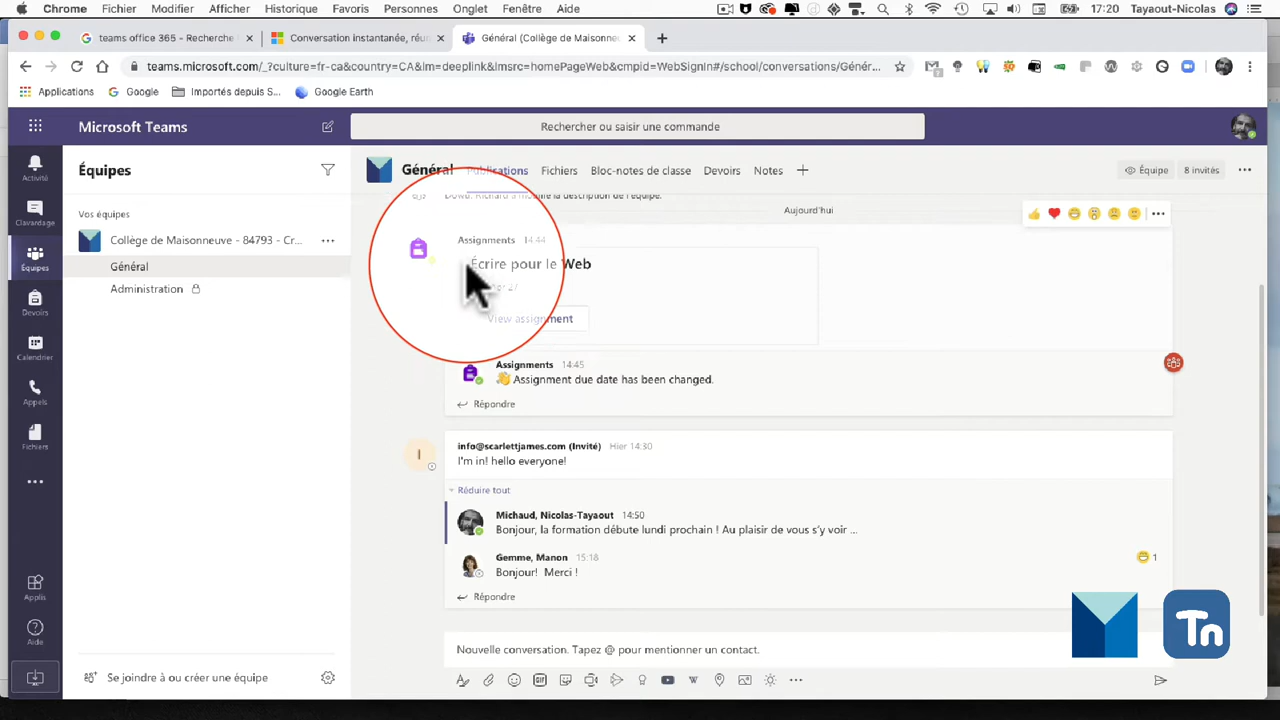 Chrome Fichier Modifier Afficher Historique Favoris Personnes Onglet Fenêtre Aide 17:20 Tayaout-Nicolas
teams office 365 - Recherche Conversation instantanée, réun Général (Collège de Maisonne
teams.microsoft.com/_?culture=fr-ca&country=CA&lm=deeplink&lmsrc=homePageWeb&cmpid=WebSignIn#/school/conversations/Génér...
Applications Google Importés depuis S... Google Earth
Microsoft Teams Rechercher ou saisir une commande
Activité
Clavardage
Équipes
Devoirs
Calendrier
Appels
Fichiers
Applis
Aide
Équipes
Vos équipes
Collège de Maisonneuve - 84793 - Cr...
Général
Administration
Se joindre à ou créer une équipe
Général Publications Fichiers Bloc-notes de classe Devoirs Notes Équipe 8 invités
Aujourd'hui
Assignments 14:44
Écrire pour le Web
Apr 27
View assignment
Assignments 14:45
Assignment due date has been changed.
Répondre
info@scarlettjames.com (Invité) Hier 14:30
I
I'm in! hello everyone!
Réduire tout
Michaud, Nicolas-Tayaout 14:50
Bonjour, la formation débute lundi prochain ! Au plaisir de vous s'y voir ...
Gemme, Manon 15:18
Bonjour! Merci !
1
Répondre
Nouvelle conversation. Tapez @ pour mentionner un contact.
GIF
W
Tn